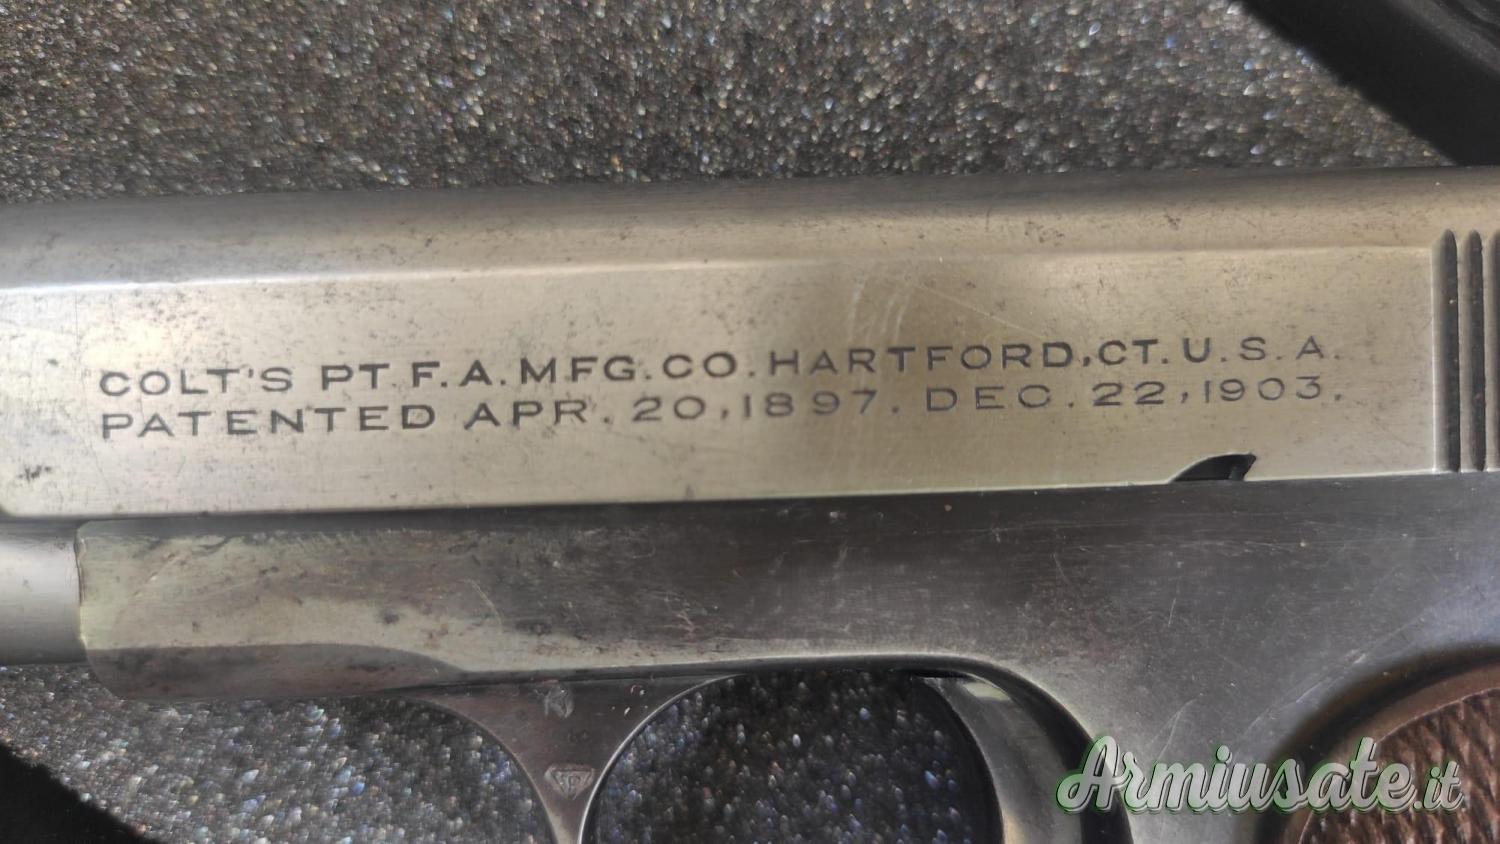 COLT'S PT. F.A. MFG. CO. HARTFORD, CT. U.S.A.
PATENTED APR. 20, 1897. DEC. 22, 1903.
Armiusate.it